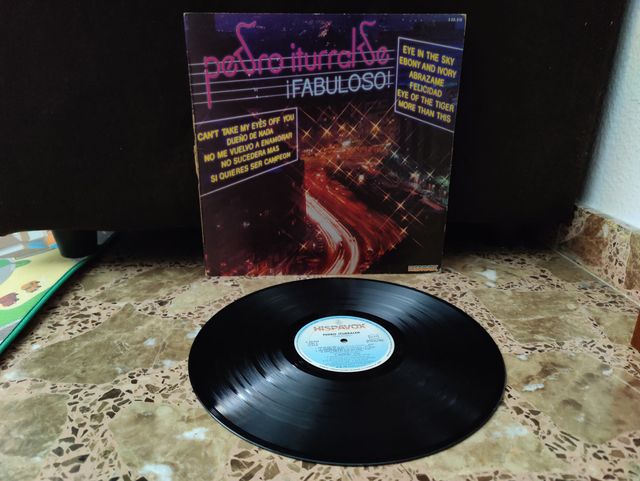 pedro iturralde
¡FABULOSO!
EYE IN THE SKY
EBONY AND IVORY
ABRAZAME
FELICIDAD
EYE OF THE TIGER
MORE THAN THIS
CAN'T TAKE MY EYES OFF YOU
DUEÑO DE NADA
NO ME VUELVO A ENAMORAR
NO SUCEDERA MAS
SI QUIERES SER CAMPEON
HISPAVOX
PEDRO ITURRALDE